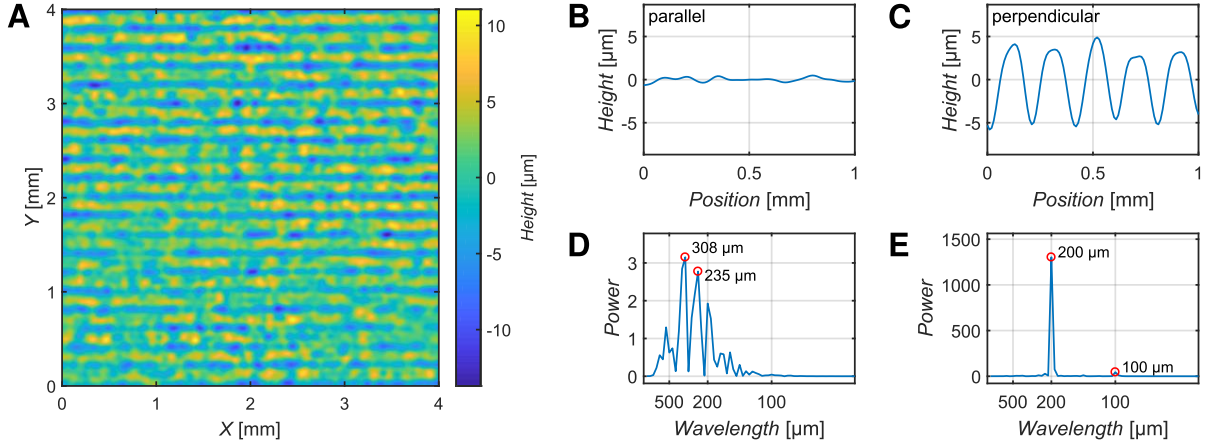 A
4
3
2
1
0
0
1
2
3
4
Y [mm]
X [mm]
10
5
0
-5
-10
Height [µm]
B
parallel
5
0
-5
Height [µm]
0
0.5
1
Position [mm]
C
perpendicular
5
0
-5
Height [µm]
0
0.5
1
Position [mm]
D
308 µm
235 µm
3
2
1
0
Power
500
200
100
Wavelength [µm]
E
200 µm
100 µm
1500
1000
500
0
Power
500
200
100
Wavelength [µm]